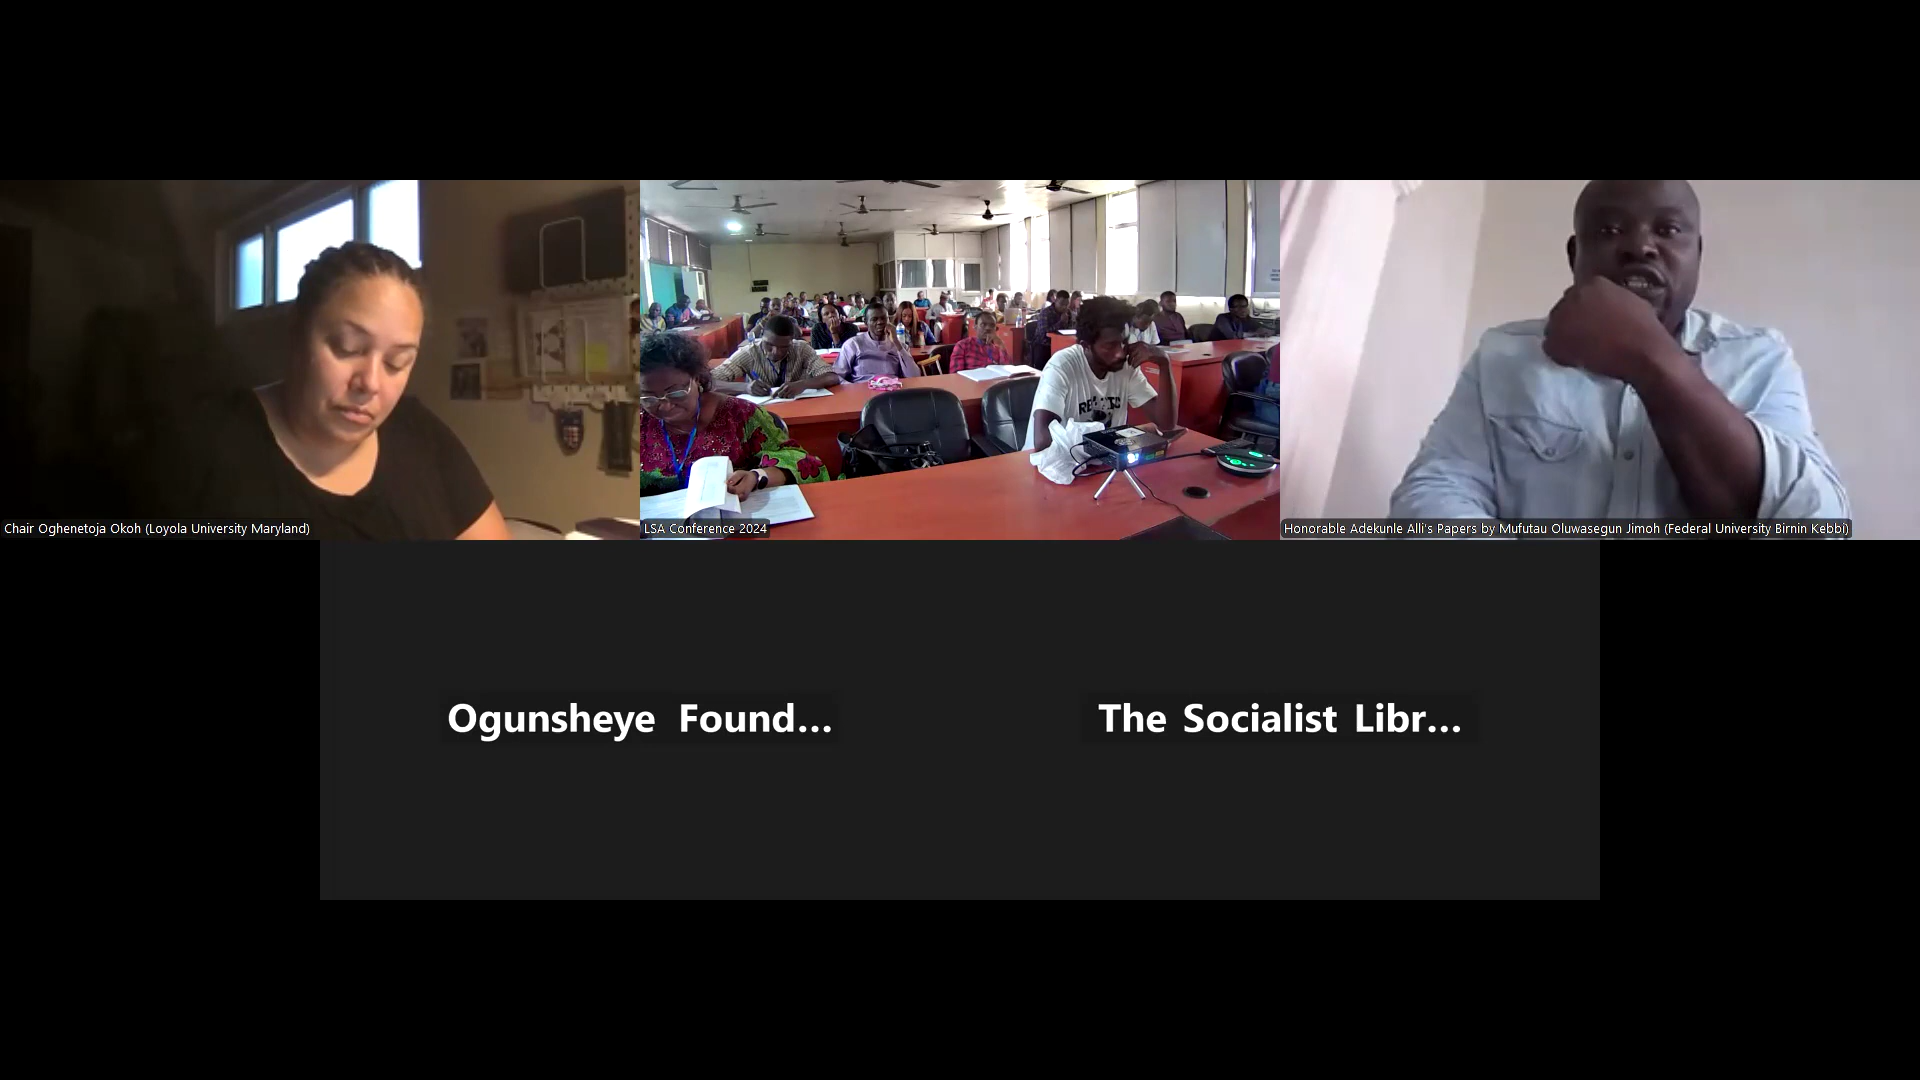 Chair Oghenetoja Okoh (Loyola University Maryland)
LSA Conference 2024
Honorable Adekunle Alli's Papers by Mufutau Oluwasegun Jimoh (Federal University Birnin Kebbi)
Ogunsheye Found...
The Socialist Libr...